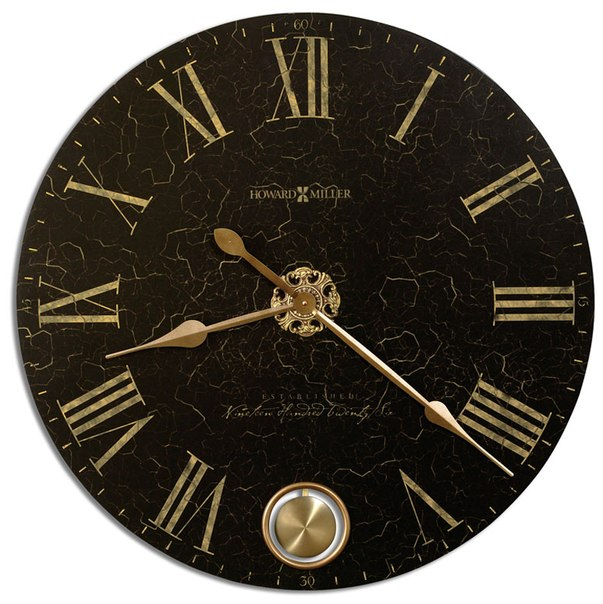 60
XII
I
II
III
IIII
V
VI
VII
VIII
IX
X
XI
HOWARD MILLER
15
45
ESTABLISHED
Nineteen Hundred Twenty Six
30